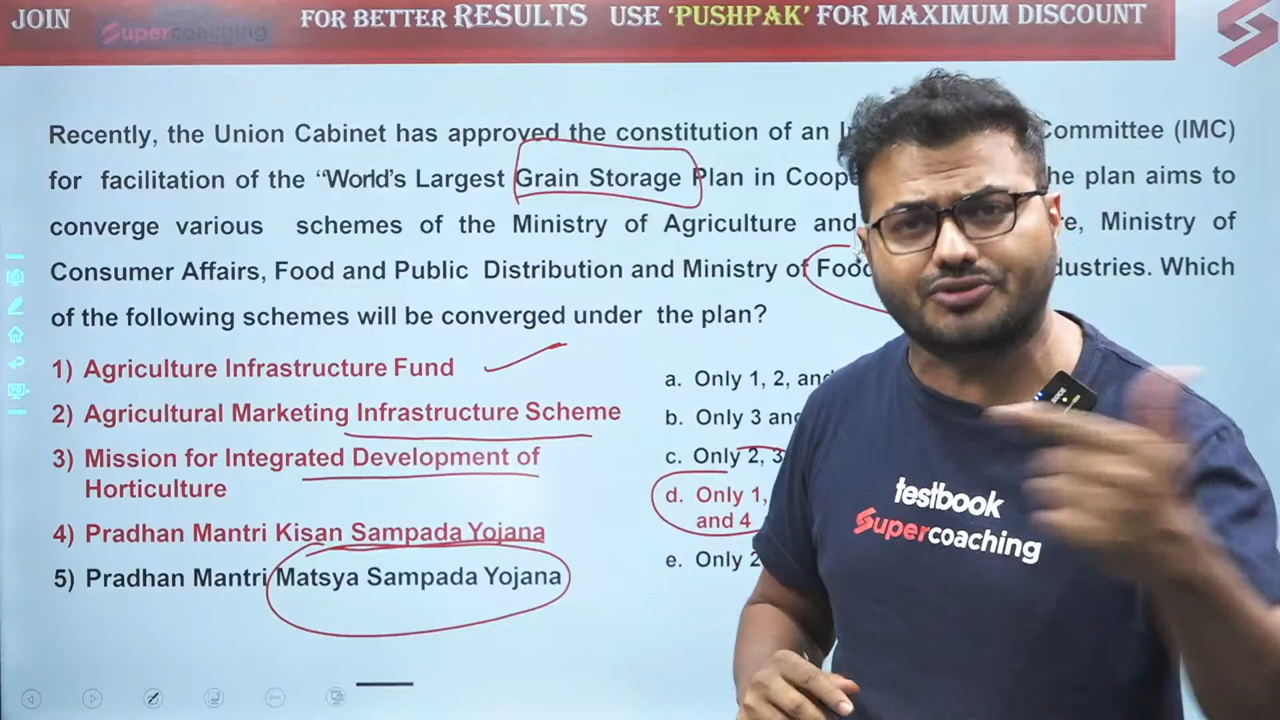 JOIN
Supercoaching
FOR BETTER RESULTS USE ‘PUSHPAK’ FOR MAXIMUM DISCOUNT
Recently, the Union Cabinet has approved the constitution of an Committee (IMC)
for facilitation of the “World’s Largest Grain Storage Plan in the plan aims to
converge various schemes of the Ministry of Agriculture and Ministry of
Consumer Affairs, Food and Public Distribution and Ministry of Food Which
of the following schemes will be converged under the plan?
1) Agriculture Infrastructure Fund
2) Agricultural Marketing Infrastructure Scheme
3) Mission for Integrated Development of
Horticulture
4) Pradhan Mantri Kisan Sampada Yojana
5) Pradhan Mantri Matsya Sampada Yojana
a. Only 1, 2, and
b. Only 3 and
c. Only 2, 3
d. Only 1,
and 4
e. Only 2
testbook
Supercoaching